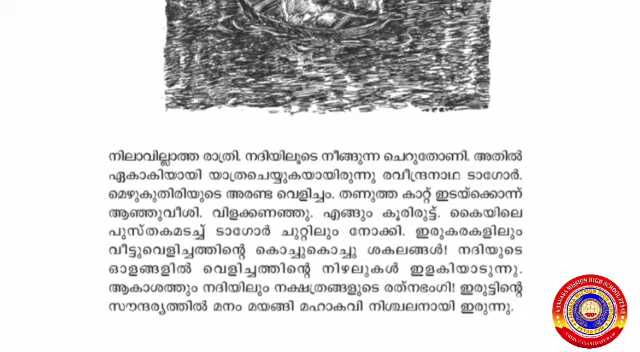 നിലാവില്ലാത്ത രാത്രി. നദിയിലൂടെ നീങ്ങുന്ന ചെറുതോണി. അതിൽ
ഏകാകിയായി യാത്രചെയ്യുകയായിരുന്നു രവീന്ദ്രനാഥ ടാഗോർ.
മെഴുകുതിരിയുടെ അരണ്ട വെളിച്ചം. തണുത്ത കാറ്റ് ഇടയ്ക്കൊന്ന്
ആഞ്ഞുവീശി. വിളക്കണഞ്ഞു. എങ്ങും കൂരിരുട്ട്. കൈയിലെ
പുസ്തകമടച്ച് ടാഗോർ ചുറ്റിലും നോക്കി. ഇരുകരകളിലും
വീട്ടുവെളിച്ചത്തിന്റെ കൊച്ചുകൊച്ചു ശകലങ്ങൾ! നദിയുടെ
ഓളങ്ങളിൽ വെളിച്ചത്തിന്റെ നിഴലുകൾ ഇളകിയാടുന്നു.
ആകാശത്തും നദിയിലും നക്ഷത്രങ്ങളുടെ രത്നഭംഗി! ഇരുട്ടിന്റെ
സൗന്ദര്യത്തിൽ മനം മയങ്ങി മഹാകവി നിശ്ചലനായി ഇരുന്നു.